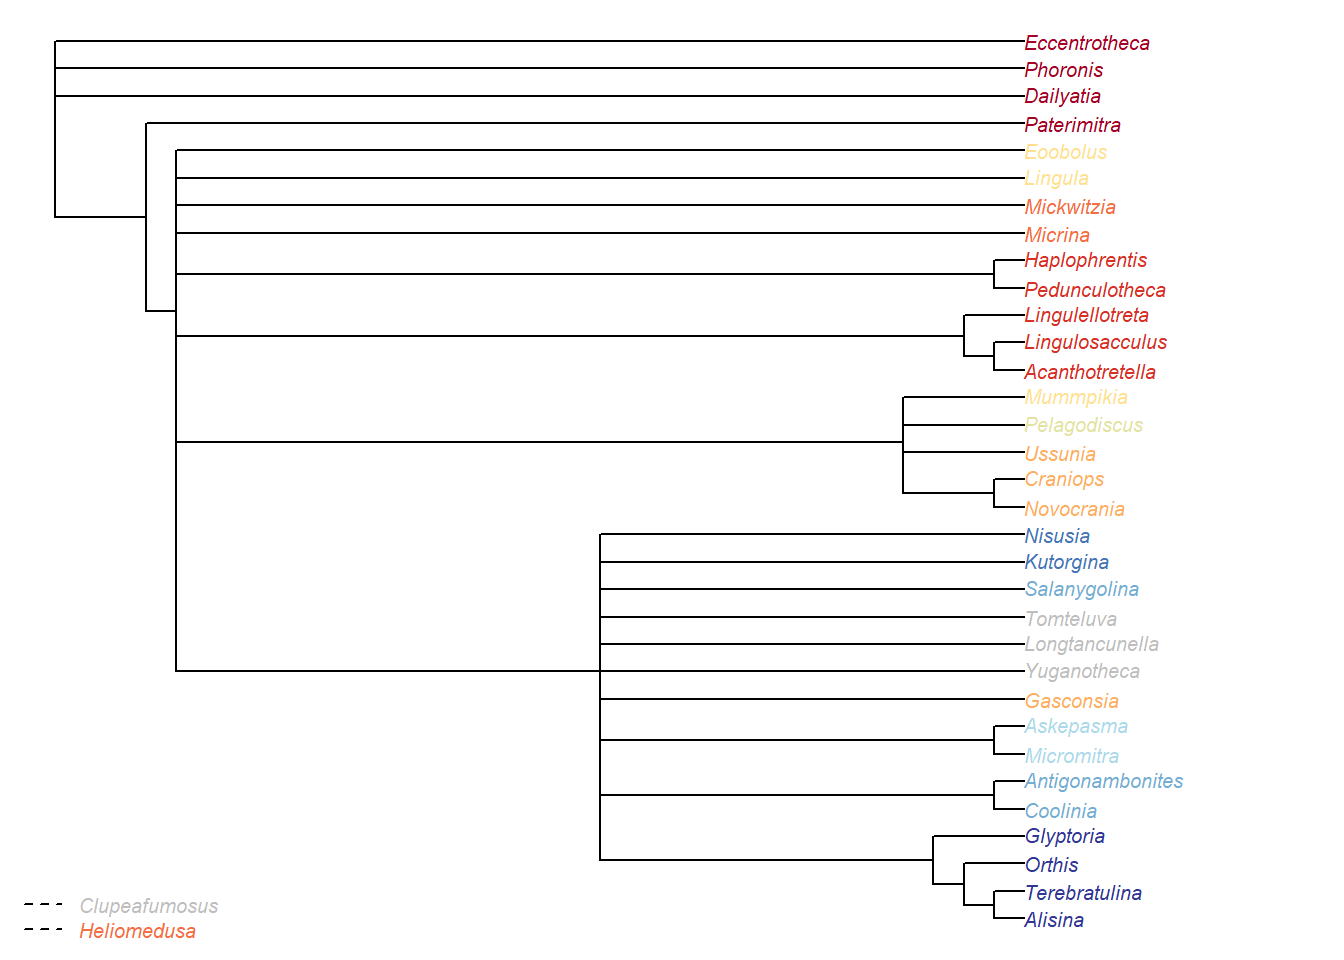 Eccentrotheca
Phoronis
Dailyatia
Paterimitra
Eoobolus
Lingula
Mickwitzia
Micrina
Haplophrentis
Pedunculotheca
Lingulellotreta
Lingulosacculus
Acanthotretella
Mummpikia
Pelagodiscus
Ussunia
Craniops
Novocrania
Nisusia
Kutorgina
Salanygolina
Tomteluva
Longtancunella
Yuganotheca
Gasconsia
Askepasma
Micromitra
Antigonambonites
Coolinia
Glyptoria
Orthis
Terebratulina
Alisina
Clupeafumosus
Heliomedusa